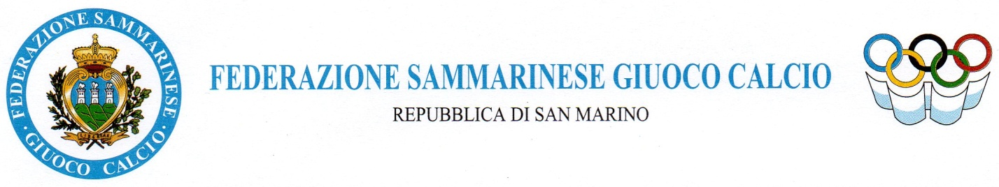 FEDERAZIONE SAMMARINESE
GIUOCO CALCIO
LIBERTAS
FEDERAZIONE SAMMARINESE GIUOCO CALCIO
REPUBBLICA DI SAN MARINO